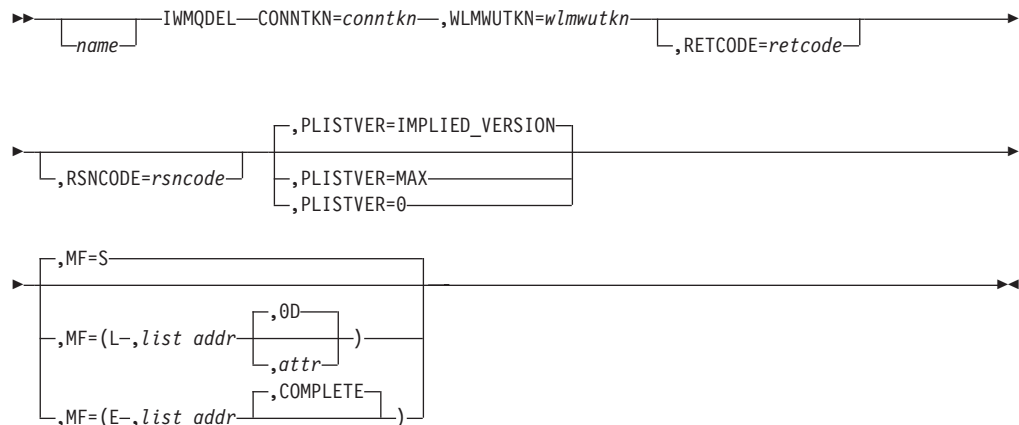 IWMQDEL CONNTKN=conntkn ,WLMWUTKN=wlmwutkn
name ,RETCODE=retcode
,PLISTVER=IMPLIED_VERSION
,RSNCODE=rsncode ,PLISTVER=MAX
,PLISTVER=0
,MF=S
,0D
,MF=(L ,list addr )
,attr
,COMPLETE
,MF=(E ,list addr )